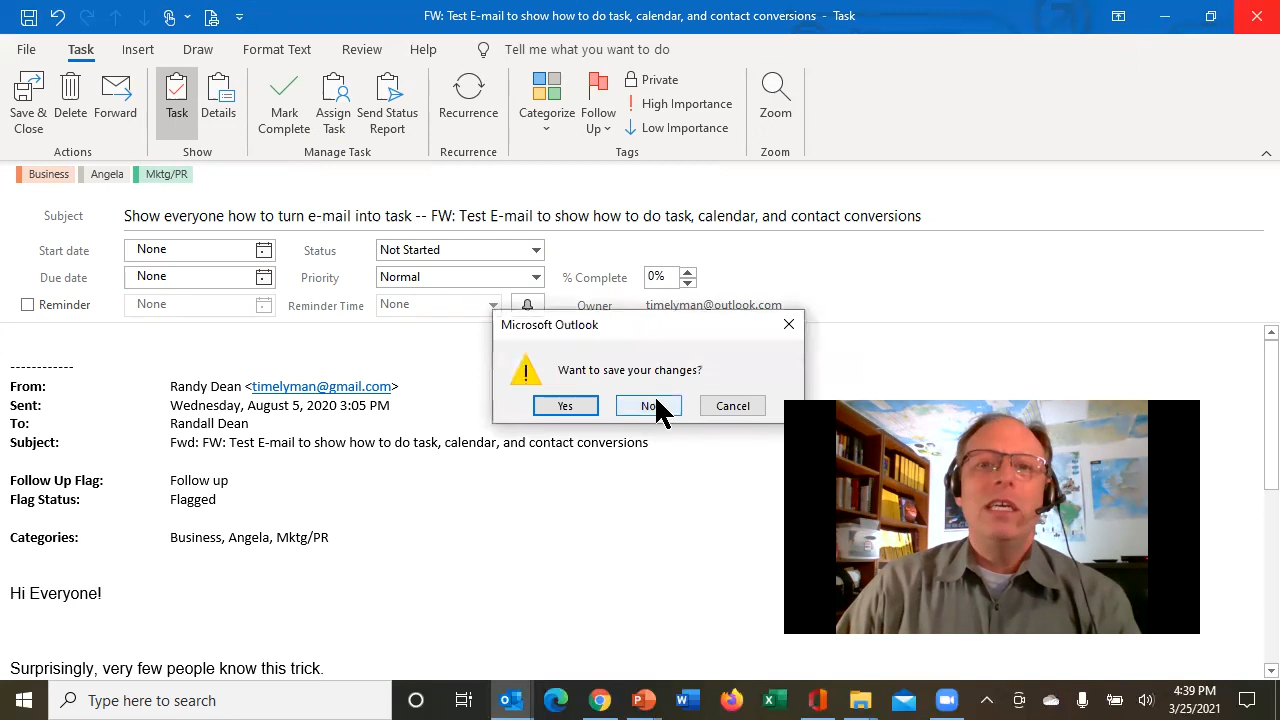 FW: Test E-mail to show how to do task, calendar, and contact conversions - Task
File Task Insert Draw Format Text Review Help Tell me what you want to do
Save & Close
Delete
Forward
Task
Details
Mark Complete
Assign Task
Send Status Report
Recurrence
Categorize
Follow Up
Private
High Importance
Low Importance
Zoom
Actions Show Manage Task Recurrence Tags Zoom
Business Angela Mktg/PR
Subject Show everyone how to turn e-mail into task -- FW: Test E-mail to show how to do task, calendar, and contact conversions
Start date None Status Not Started
Due date None Priority Normal % Complete 0%
Reminder None Reminder Time None Owner timelyman@outlook.com
Microsoft Outlook
Want to save your changes?
Yes No Cancel
------------
From: Randy Dean <timelyman@gmail.com>
Sent: Wednesday, August 5, 2020 3:05 PM
To: Randall Dean
Subject: Fwd: FW: Test E-mail to show how to do task, calendar, and contact conversions
Follow Up Flag: Follow up
Flag Status: Flagged
Categories: Business, Angela, Mktg/PR
Hi Everyone!
Surprisingly, very few people know this trick.
Type here to search
4:39 PM
3/25/2021